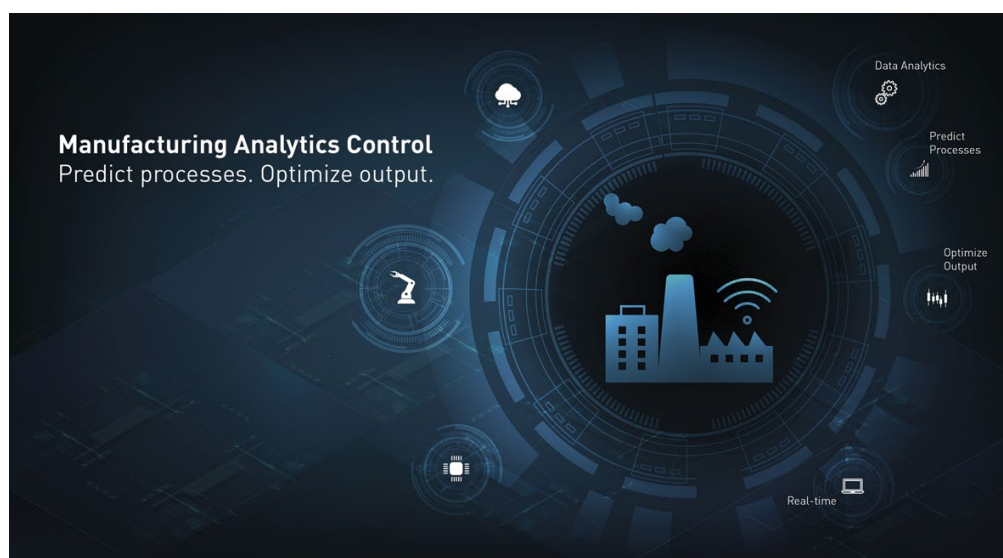 Manufacturing Analytics Control
Predict processes. Optimize output.
Data Analytics
Predict
Processes
Optimize
Output
Real-time